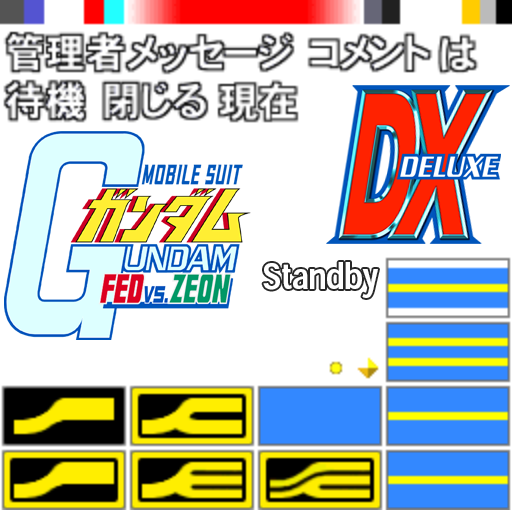 管理者メッセージ コメント は
待機 閉じる 現在
DX
DELUXE
MOBILE SUIT
ガンダム
GUNDAM
FED VS. ZEON
Standby